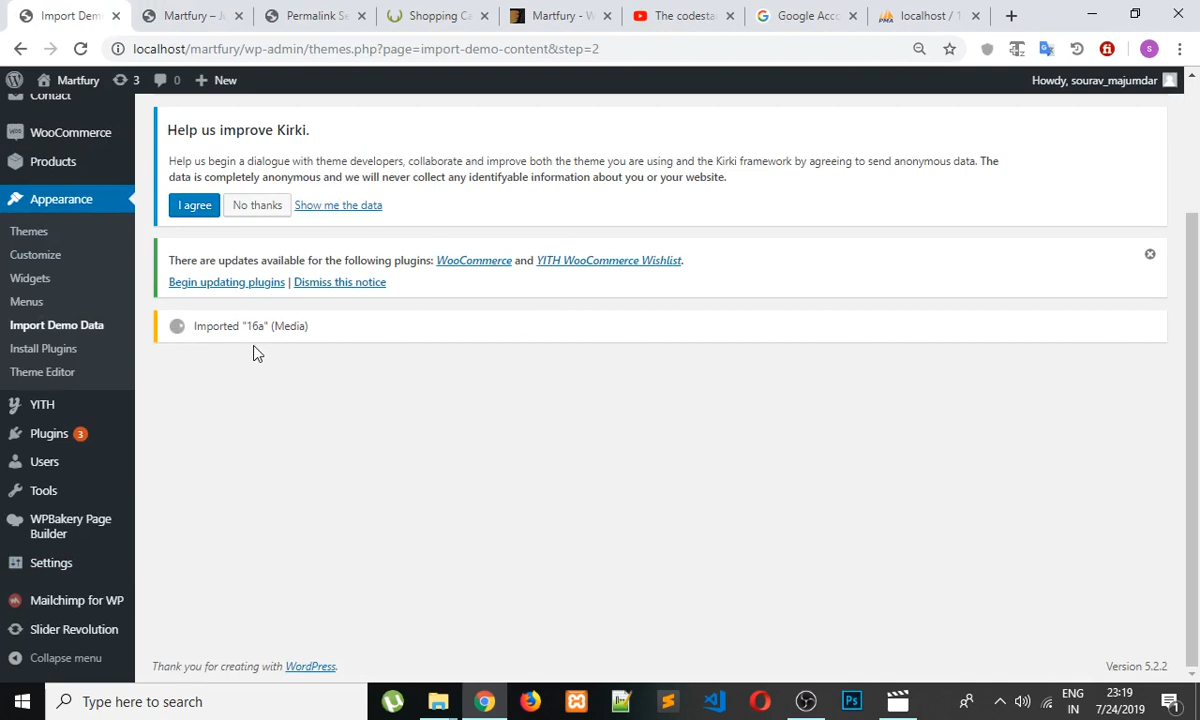 Import Dem
Martfury – J
Permalink Se
Shopping Ca
Martfury - W
The codesta
Google Acc
localhost / 1
localhost/martfury/wp-admin/themes.php?page=import-demo-content&step=2
Martfury
3
0
New
Howdy, sourav_majumdar
Contact
WooCommerce
Products
Appearance
Themes
Customize
Widgets
Menus
Import Demo Data
Install Plugins
Theme Editor
YITH
Plugins 3
Users
Tools
WPBakery Page
Builder
Settings
Mailchimp for WP
Slider Revolution
Collapse menu
Help us improve Kirki.
Help us begin a dialogue with theme developers, collaborate and improve both the theme you are using and the Kirki framework by agreeing to send anonymous data. The
data is completely anonymous and we will never collect any identifyable information about you or your website.
I agree
No thanks
Show me the data
There are updates available for the following plugins: WooCommerce and YITH WooCommerce Wishlist.
Begin updating plugins | Dismiss this notice
Imported "16a" (Media)
Thank you for creating with WordPress.
Version 5.2.2
Type here to search
ENG
IN
23:19
7/24/2019
1